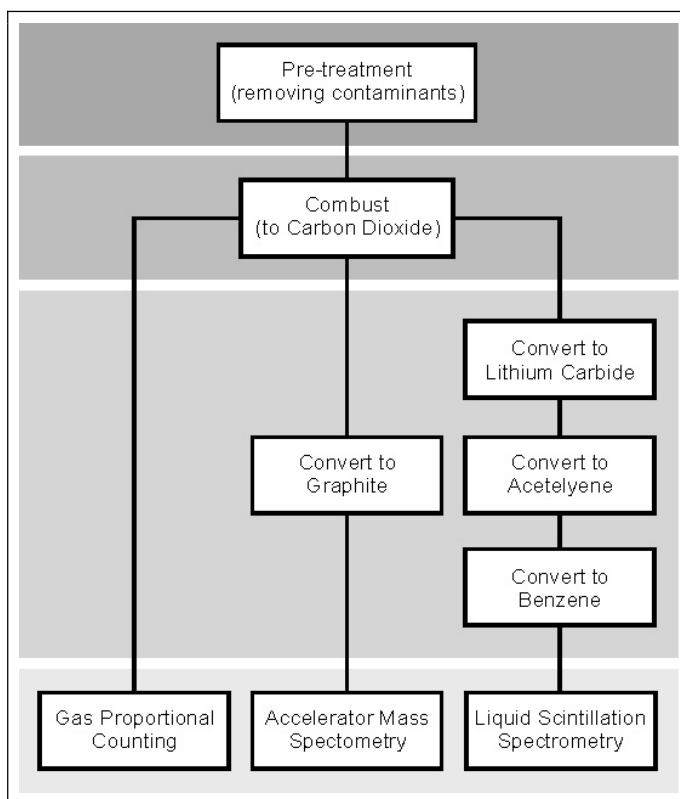 Pre-treatment
(removing contaminants)
Combust
(to Carbon Dioxide)
Convert to
Lithium Carbide
Convert to
Graphite
Convert to
Acetelyene
Convert to
Benzene
Gas Proportional
Counting
Accelerator Mass
Spectometry
Liquid Scintillation
Spectrometry